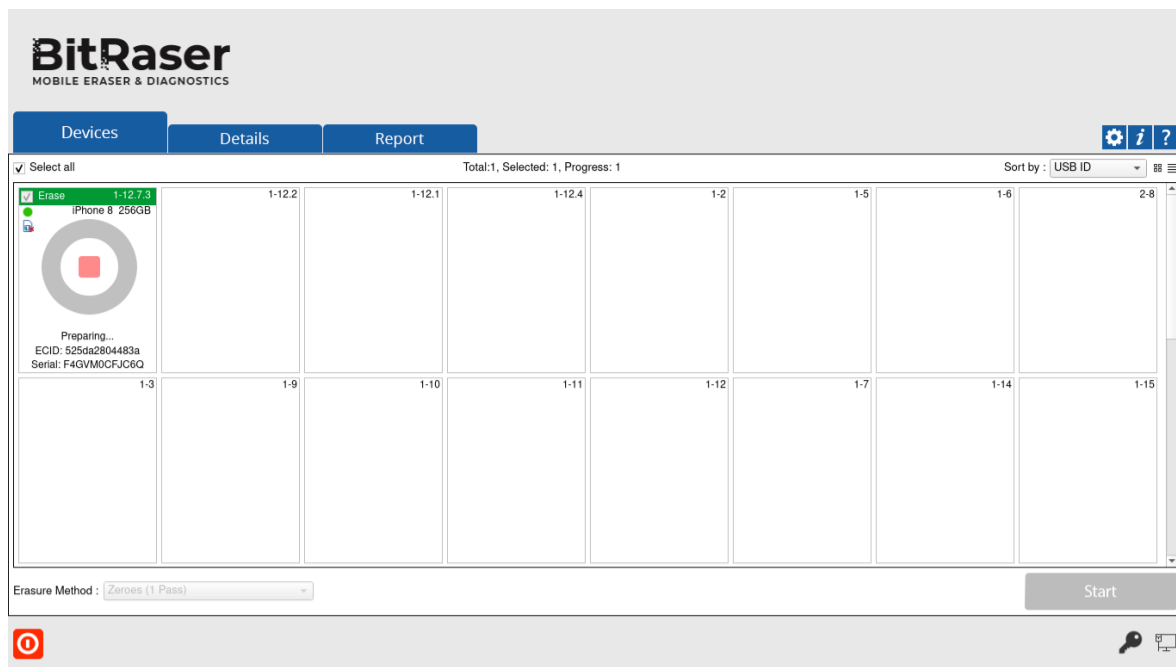 BitRaser
MOBILE ERASER & DIAGNOSTICS
Devices
Details
Report
i
?
Select all
Total:1, Selected: 1, Progress: 1
Sort by :
USB ID
Erase
1-12.7.3
iPhone 8 256GB
Preparing...
ECID: 525da2804483a
Serial: F4GVM0CFJC6Q
1-12.2
1-12.1
1-12.4
1-2
1-5
1-6
2-8
1-3
1-9
1-10
1-11
1-12
1-7
1-14
1-15
Erasure Method :
Zeroes (1 Pass)
Start